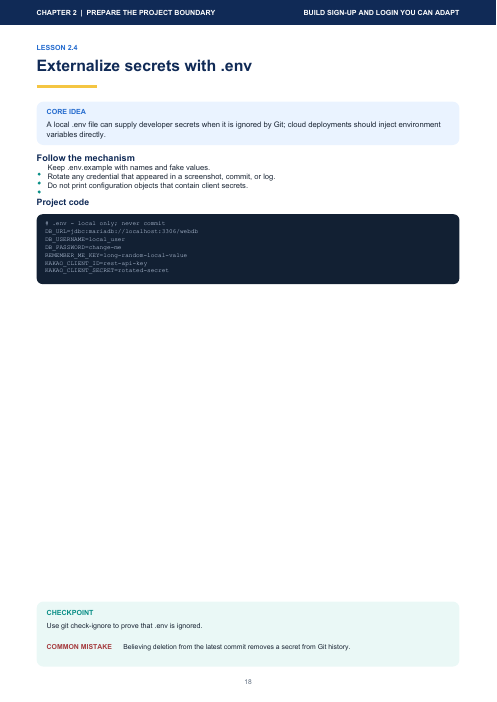 CHAPTER 2 | PREPARE THE PROJECT BOUNDARY
BUILD SIGN-UP AND LOGIN YOU CAN ADAPT
LESSON 2.4
Externalize secrets with .env
CORE IDEA
A local .env file can supply developer secrets when it is ignored by Git; cloud deployments should inject environment
variables directly.
Follow the mechanism
Keep .env.example with names and fake values.
Rotate any credential that appeared in a screenshot, commit, or log.
Do not print configuration objects that contain client secrets.
Project code
# .env - local only; never commit
DB_URL=jdbc:mariadb://localhost:3306/webdb
DB_USERNAME=local_user
DB_PASSWORD=change-me
REMEMBER_ME_KEY=long-random-local-value
KAKAO_CLIENT_ID=rest-api-key
KAKAO_CLIENT_SECRET=rotated-secret
CHECKPOINT
Use git check-ignore to prove that .env is ignored.
COMMON MISTAKE Believing deletion from the latest commit removes a secret from Git history.
18